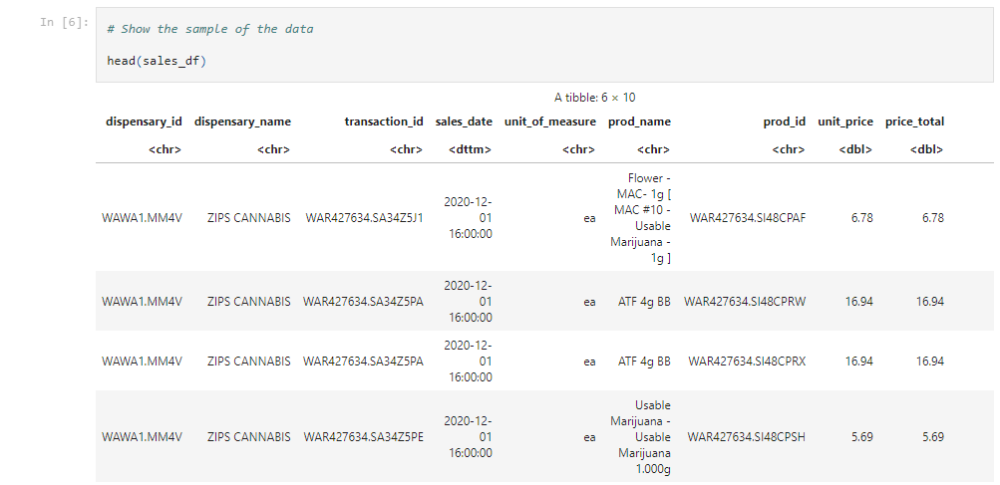 In [6]:
# Show the sample of the data
head(sales_df)
A tibble: 6 × 10
dispensary_id dispensary_name transaction_id sales_date unit_of_measure prod_name prod_id unit_price price_total
<chr> <chr> <chr> <dttm> <chr> <chr> <chr> <dbl> <dbl>
WAWA1.MM4V ZIPS CANNABIS WAR427634.SA34Z5J1 2020-12-01 16:00:00 ea Flower - MAC- 1g [ MAC #10 - Usable Marijuana - 1g ] WAR427634.SI48CPAF 6.78 6.78
WAWA1.MM4V ZIPS CANNABIS WAR427634.SA34Z5PA 2020-12-01 16:00:00 ea ATF 4g BB WAR427634.SI48CPRW 16.94 16.94
WAWA1.MM4V ZIPS CANNABIS WAR427634.SA34Z5PA 2020-12-01 16:00:00 ea ATF 4g BB WAR427634.SI48CPRX 16.94 16.94
WAWA1.MM4V ZIPS CANNABIS WAR427634.SA34Z5PE 2020-12-01 16:00:00 ea Usable Marijuana - Usable Marijuana 1.000g WAR427634.SI48CPSH 5.69 5.69